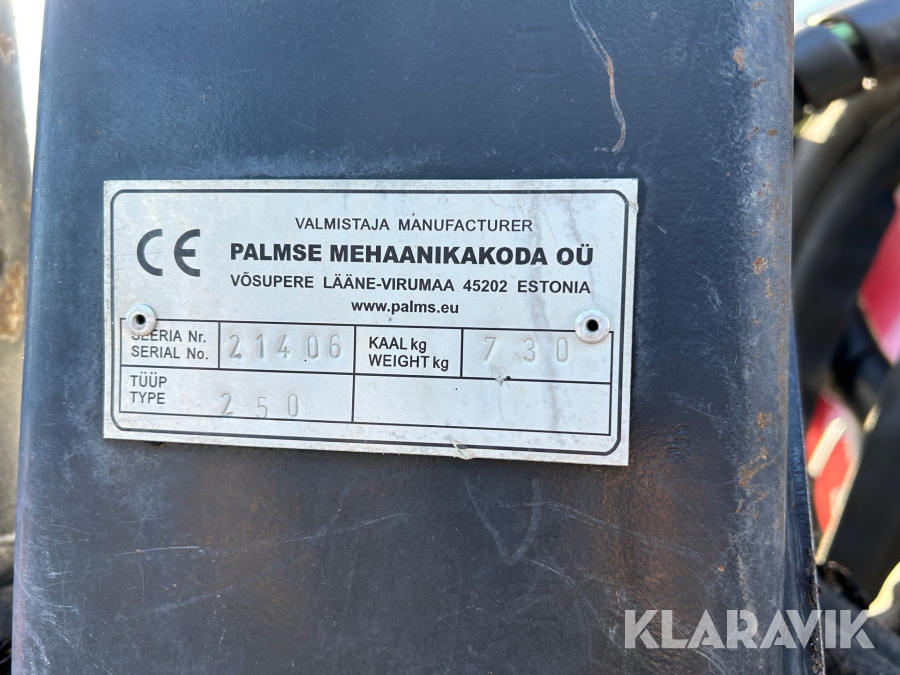 VALMISTAJA MANUFACTURER
CE PALMSE MEHAANIKAKODA OÜ
VÕSUPERE LÄÄNE-VIRUMAA 45202 ESTONIA
www.palms.eu
SEERIA Nr.
SERIAL No. 21406
KAAL kg
WEIGHT kg 730
TÜÜP
TYPE 250
KLARAVIK